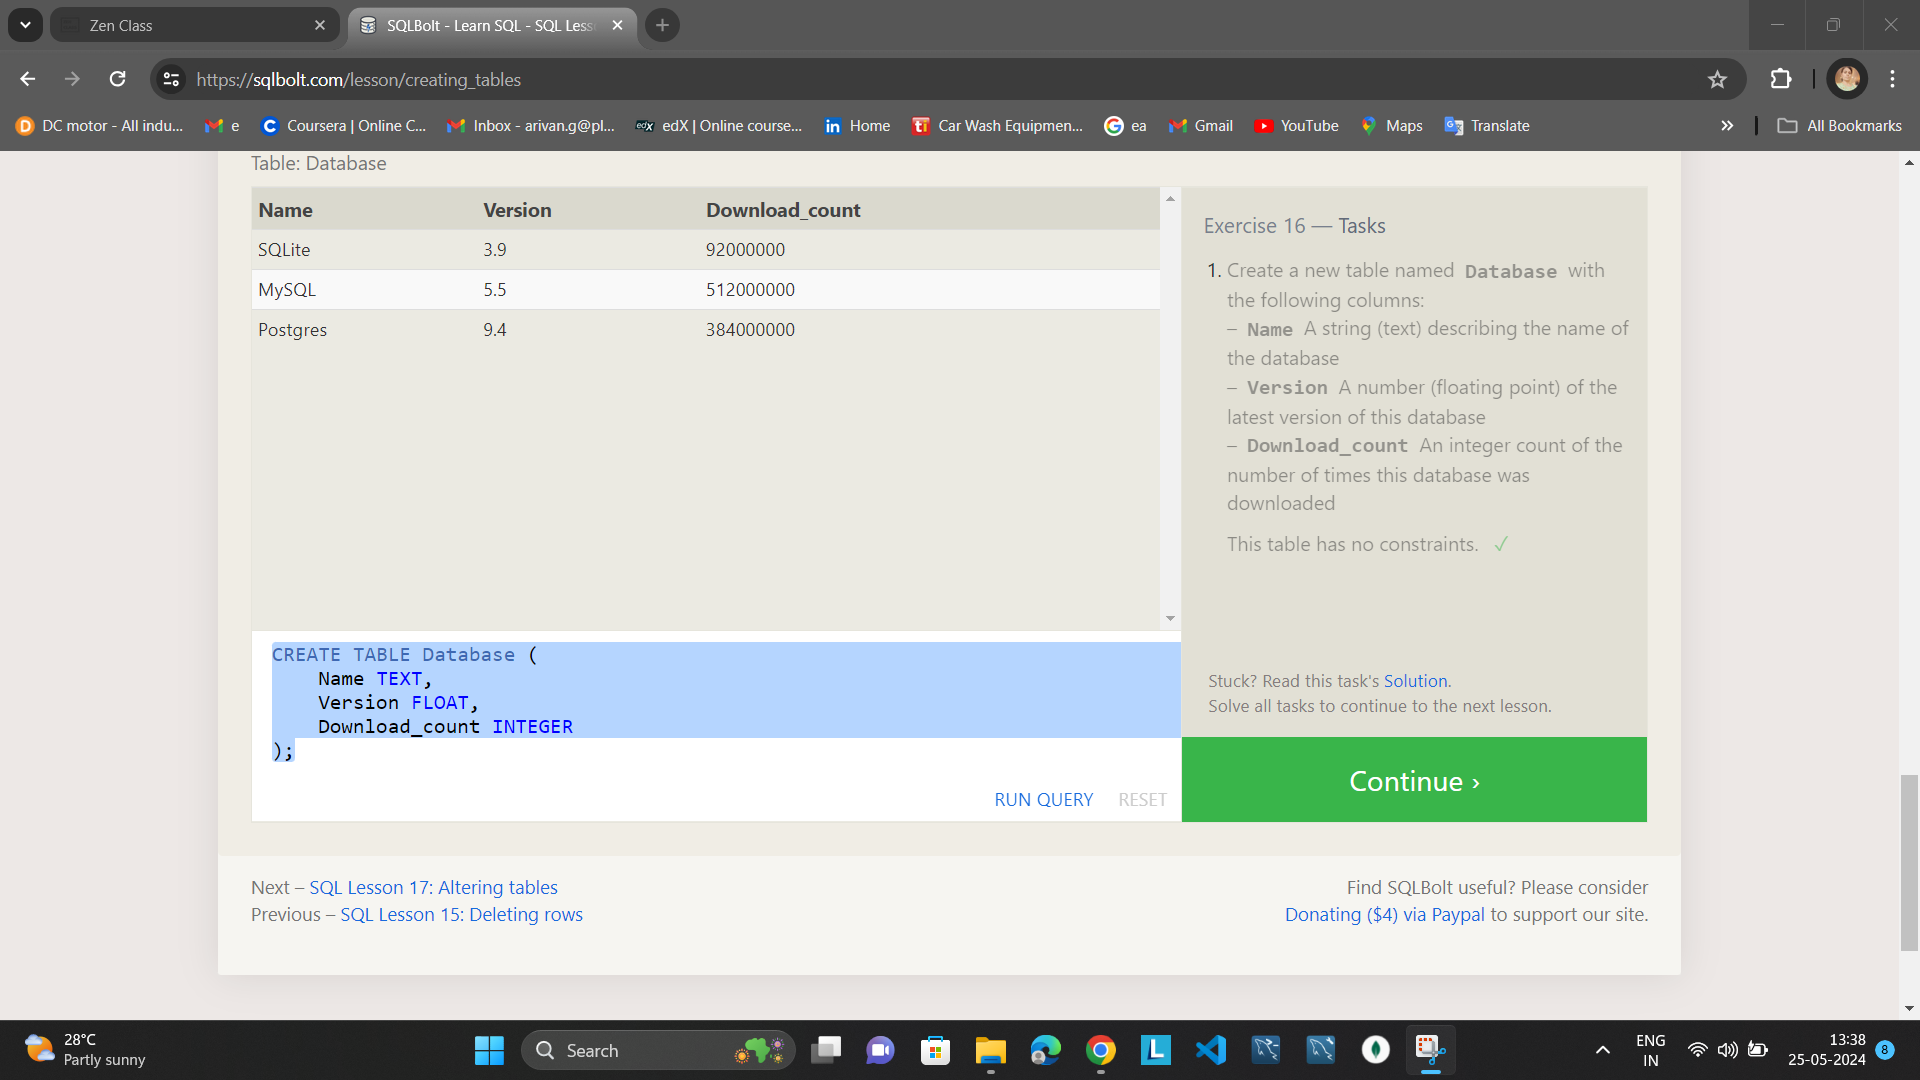 Zen Class
SQLBolt - Learn SQL - SQL Less
https://sqlbolt.com/lesson/creating_tables
DC motor - All indu...
e
Coursera | Online C...
Inbox - arivan.g@pl...
edX | Online course...
Home
Car Wash Equipmen...
ea
Gmail
YouTube
Maps
Translate
All Bookmarks
Table: Database
Name Version Download_count
SQLite 3.9 92000000
MySQL 5.5 512000000
Postgres 9.4 384000000
Exercise 16 — Tasks
1. Create a new table named Database with
the following columns:
– Name A string (text) describing the name of
the database
– Version A number (floating point) of the
latest version of this database
– Download_count An integer count of the
number of times this database was
downloaded
This table has no constraints. ✓
Stuck? Read this task's Solution.
Solve all tasks to continue to the next lesson.
Continue ›
CREATE TABLE Database (
Name TEXT,
Version FLOAT,
Download_count INTEGER
);
RUN QUERY RESET
Next – SQL Lesson 17: Altering tables
Previous – SQL Lesson 15: Deleting rows
Find SQLBolt useful? Please consider
Donating ($4) via Paypal to support our site.
28°C
Partly sunny
Search
ENG
IN
13:38
25-05-2024
8